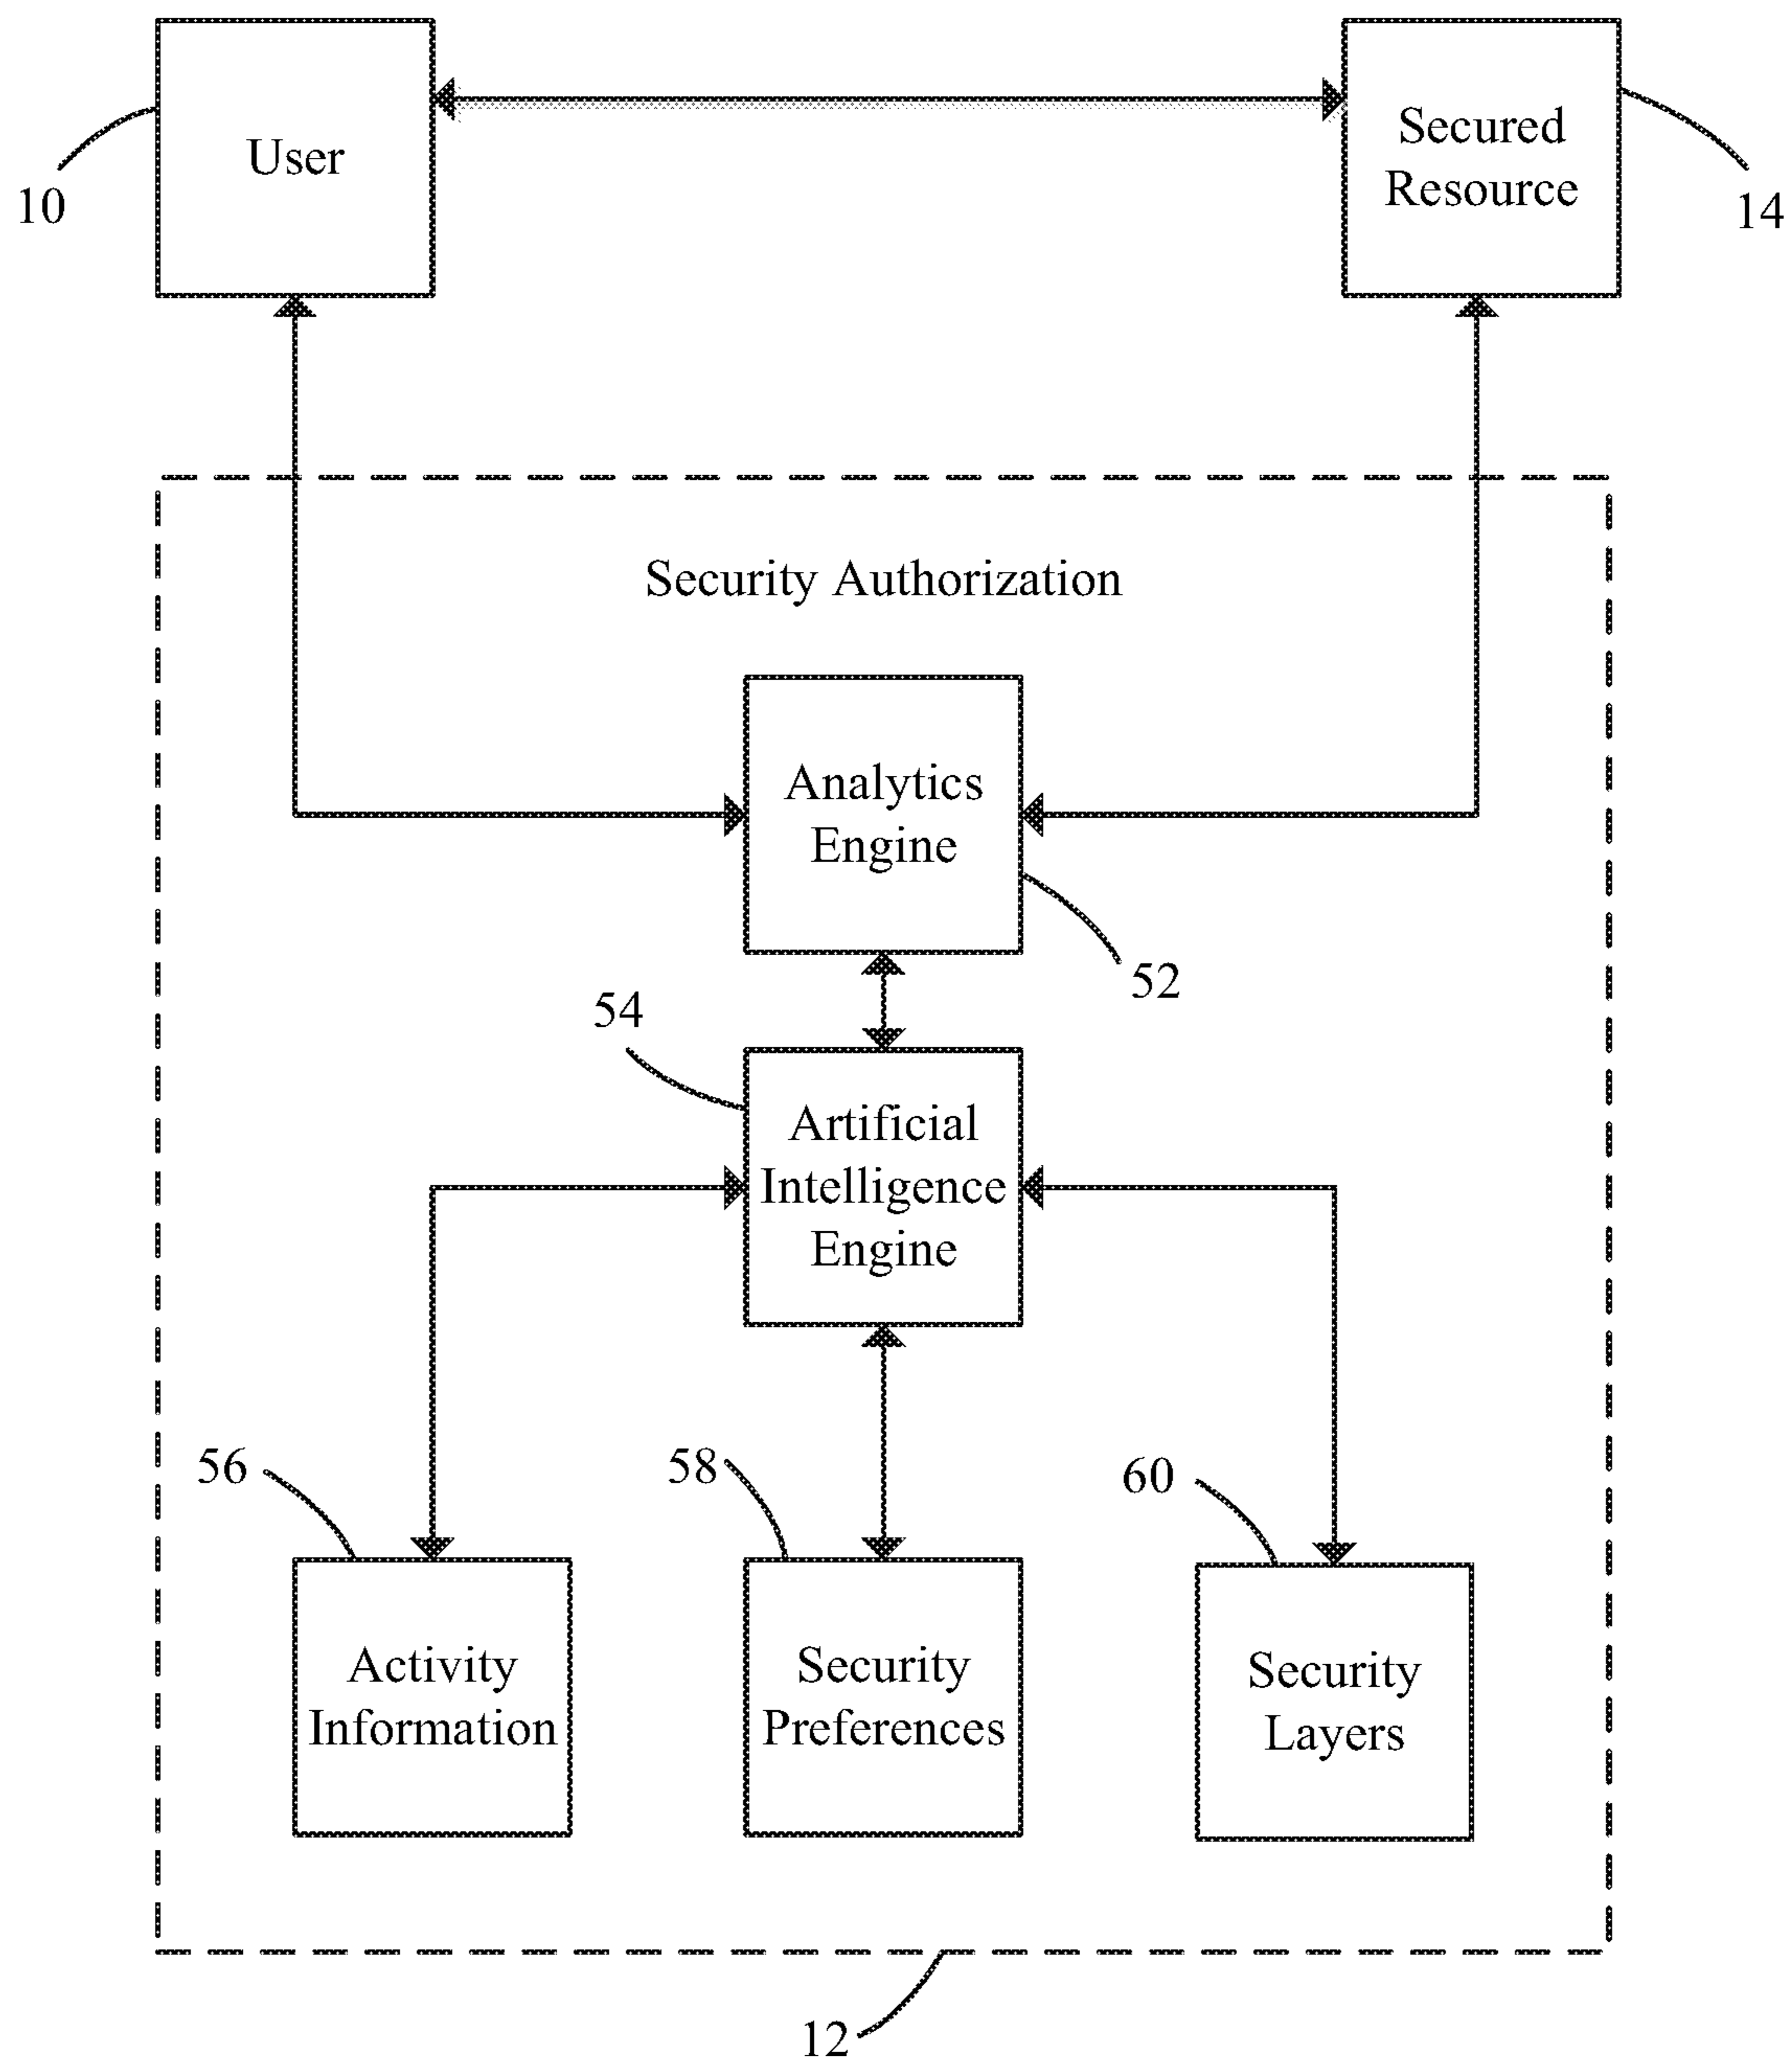 User
Secured
Resource
10
14
Security Authorization
Analytics
Engine
52
54
Artificial
Intelligence
Engine
56
58
60
Activity
Information
Security
Preferences
Security
Layers
12